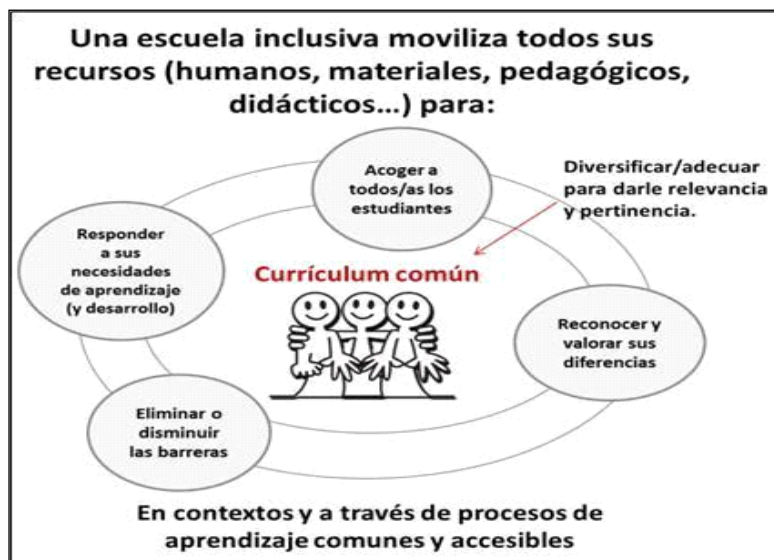 Una escuela inclusiva moviliza todos sus
recursos (humanos, materiales, pedagógicos,
didácticos...) para:
Acoger a
todos/as los
estudiantes
Diversificar/adecuar
para darle relevancia
y pertinencia.
Responder
a sus
necesidades
de aprendizaje
(y desarrollo)
Currículum común
Reconocer y
valorar sus
diferencias
Eliminar o
disminuir
las barreras
En contextos y a través de procesos de
aprendizaje comunes y accesibles